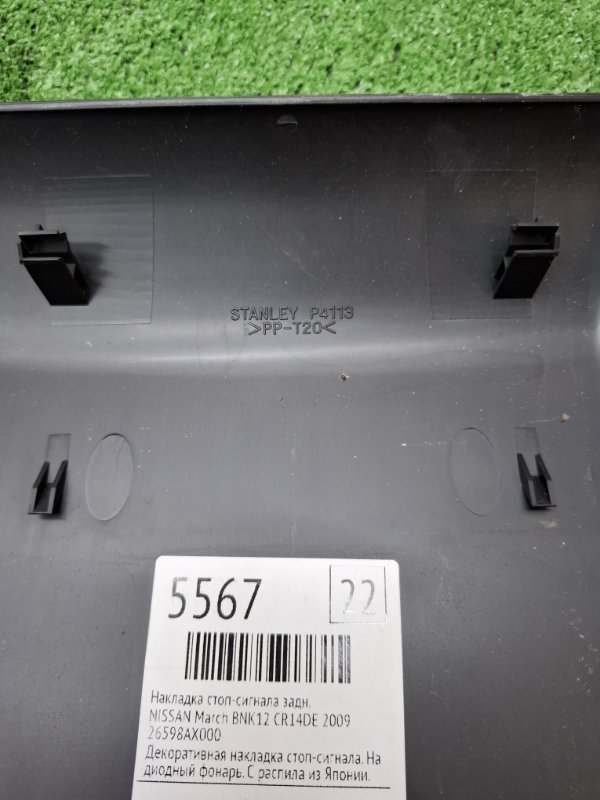 STANLEY P4113
>PP-T20<
5567 22
Накладка стоп-сигнала задн.
NISSAN March BNK12 CR14DE 2009
26598AX000
Декоративная накладка стоп-сигнала. На
диодный фонарь. С распила из Японии.